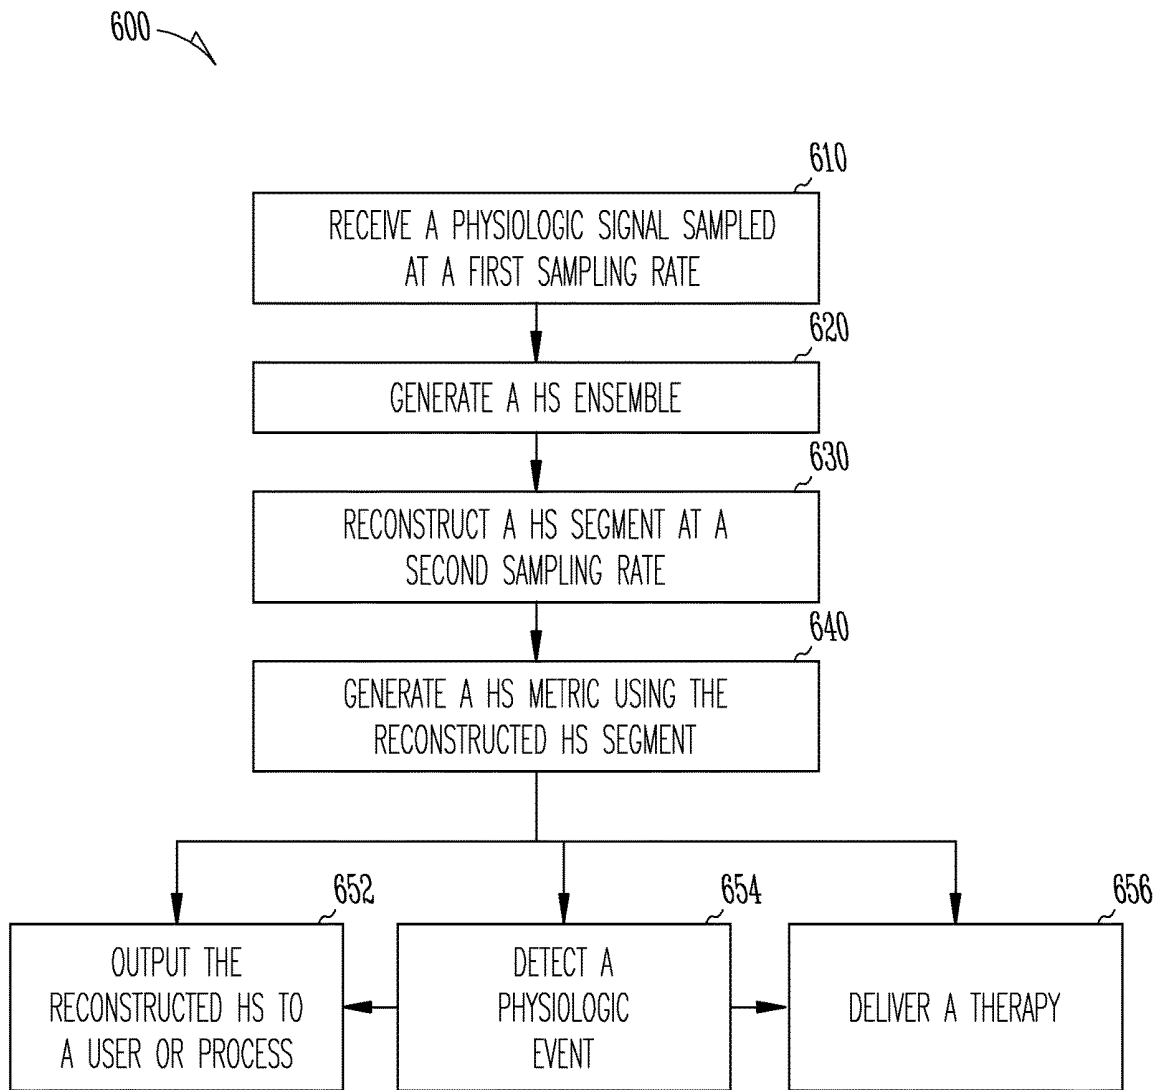 600
610
RECEIVE A PHYSIOLOGIC SIGNAL SAMPLED
AT A FIRST SAMPLING RATE
620
GENERATE A HS ENSEMBLE
630
RECONSTRUCT A HS SEGMENT AT A
SECOND SAMPLING RATE
640
GENERATE A HS METRIC USING THE
RECONSTRUCTED HS SEGMENT
652
OUTPUT THE
RECONSTRUCTED HS TO
A USER OR PROCESS
654
DETECT A
PHYSIOLOGIC
EVENT
656
DELIVER A THERAPY